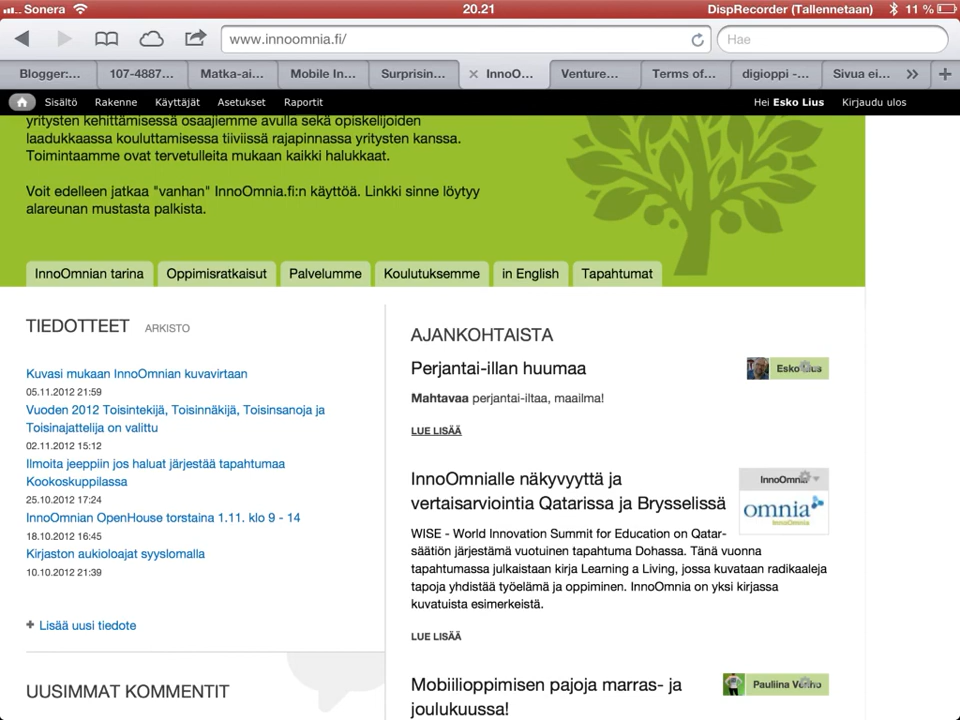 Sonera
20.21
DispRecorder (Tallennetaan)
11 %
www.innoomnia.fi/
Hae
Blogger:...
107-4887...
Matka-ai...
Mobile In...
Surprisin...
InnoO...
Venture...
Terms of...
digioppi -...
Sivua ei...
Sisältö
Rakenne
Käyttäjät
Asetukset
Raportit
Hei Esko Lius
Kirjaudu ulos
yritysten kehittämisessä osaajiemme avulla sekä opiskelijoiden
laadukkaassa kouluttamisessa tiiviissä rajapinnassa yritysten kanssa.
Toimintaamme ovat tervetulleita mukaan kaikki halukkaat.
Voit edelleen jatkaa "vanhan" InnoOmnia.fi:n käyttöä. Linkki sinne löytyy
alareunan mustasta palkista.
InnoOmnian tarina
Oppimisratkaisut
Palvelumme
Koulutuksemme
in English
Tapahtumat
TIEDOTTEET ARKISTO
Kuvasi mukaan InnoOmnian kuvavirtaan
05.11.2012 21:59
Vuoden 2012 Toisintekijä, Toisinnäkijä, Toisinsanoja ja
Toisinajattelija on valittu
02.11.2012 15:12
Ilmoita jeeppiin jos haluat järjestää tapahtumaa
Kookoskuppilassa
25.10.2012 17:24
InnoOmnian OpenHouse torstaina 1.11. klo 9 - 14
18.10.2012 16:45
Kirjaston aukioloajat syyslomalla
10.10.2012 21:39
+ Lisää uusi tiedote
UUSIMMAT KOMMENTIT
AJANKOHTAISTA
Perjantai-illan huumaa
Esko Lius
Mahtavaa perjantai-iltaa, maailma!
LUE LISÄÄ
InnoOmnialle näkyvyyttä ja
vertaisarviointia Qatarissa ja Brysselissä
InnoOmnia
omnia
InnoOmnia
WISE - World Innovation Summit for Education on Qatar-
säätiön järjestämä vuotuinen tapahtuma Dohassa. Tänä vuonna
tapahtumassa julkaistaan kirja Learning a Living, jossa kuvataan radikaaleja
tapoja yhdistää työelämä ja oppiminen. InnoOmnia on yksi kirjassa
kuvatuista esimerkeistä.
LUE LISÄÄ
Mobiilioppimisen pajoja marras- ja
joulukuussa!
Pauliina Venho